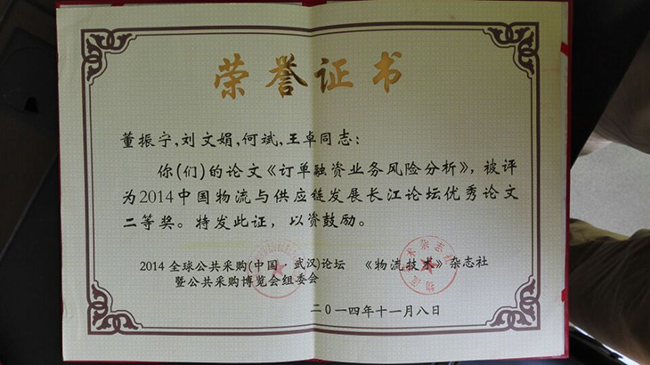 荣誉证书
董振宁,刘文娟,何斌,王卓同志:
你(们)的论文《订单融资业务风险分析》,被评
为2014中国物流与供应链发展长江论坛优秀论文
二等奖。特发此证,以资鼓励。
2014全球公共采购(中国 武汉)论坛 《物流技术》杂志社
暨公共采购博览会组委会
二〇一四年十一月八日